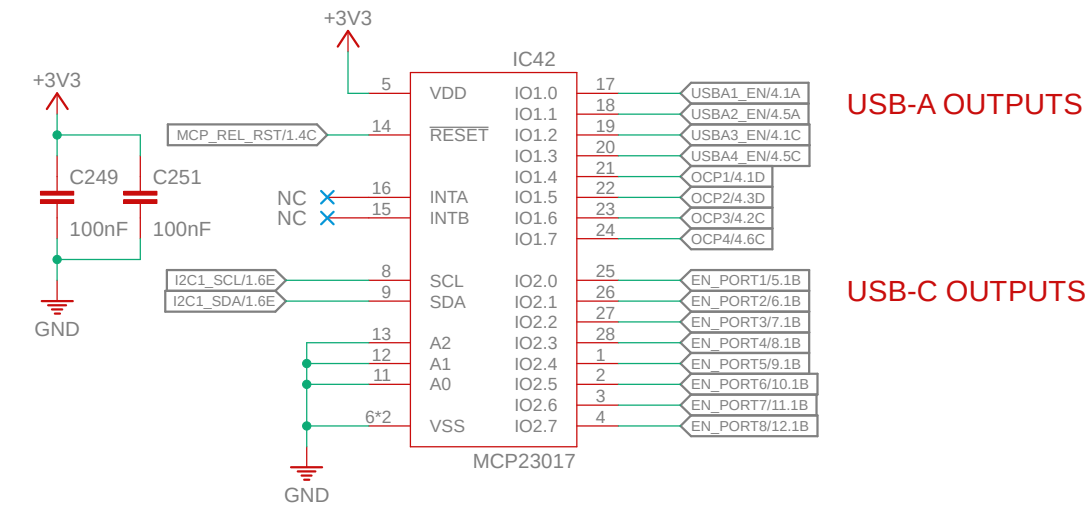 +3V3
IC42
+3V3
5 VDD IO1.0 17 USBA1_EN/4.1A
USB-A OUTPUTS
IO1.1 18 USBA2_EN/4.5A
MCP_REL_RST/1.4C 14 RESET IO1.2 19 USBA3_EN/4.1C
IO1.3 20 USBA4_EN/4.5C
C249 C251
IO1.4 21 OCP1/4.1D
NC 16 INTA IO1.5 22 OCP2/4.3D
NC 15 INTB IO1.6 23 OCP3/4.2C
100nF 100nF
IO1.7 24 OCP4/4.6C
I2C1_SCL/1.6E 8 SCL IO2.0 25 EN_PORT1/5.1B
USB-C OUTPUTS
I2C1_SDA/1.6E 9 SDA IO2.1 26 EN_PORT2/6.1B
GND
IO2.2 27 EN_PORT3/7.1B
13 A2 IO2.3 28 EN_PORT4/8.1B
12 A1 IO2.4 1 EN_PORT5/9.1B
11 A0 IO2.5 2 EN_PORT6/10.1B
IO2.6 3 EN_PORT7/11.1B
6*2 VSS IO2.7 4 EN_PORT8/12.1B
MCP23017
GND